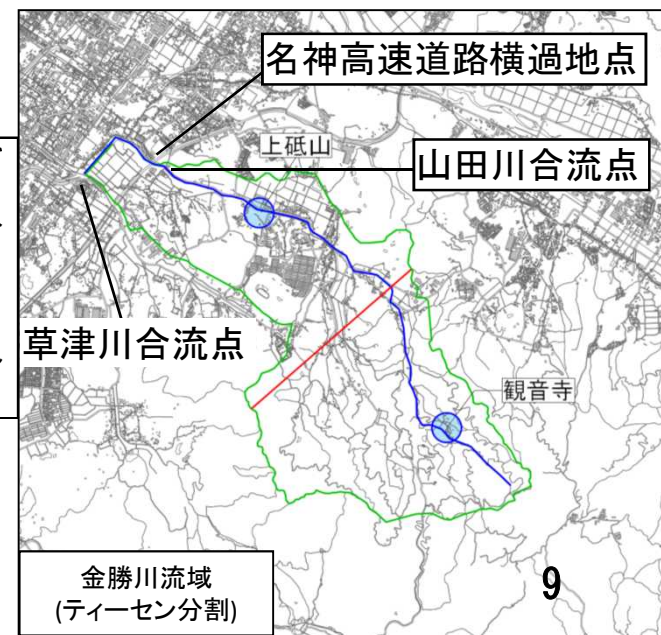 名神高速道路横過地点
上砥山
山田川合流点
草津川合流点
観音寺
金勝川流域
(ティーセン分割)
9